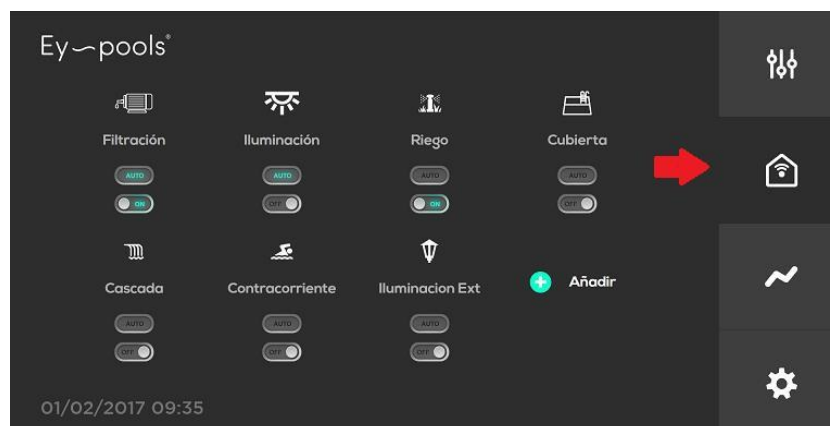 Ey-pools®
Filtración Iluminación Riego Cubierta
AUTO AUTO AUTO AUTO
ON OFF ON OFF
Cascada Contracorriente Iluminacion Ext Añadir
AUTO AUTO AUTO
OFF OFF OFF
01/02/2017 09:35